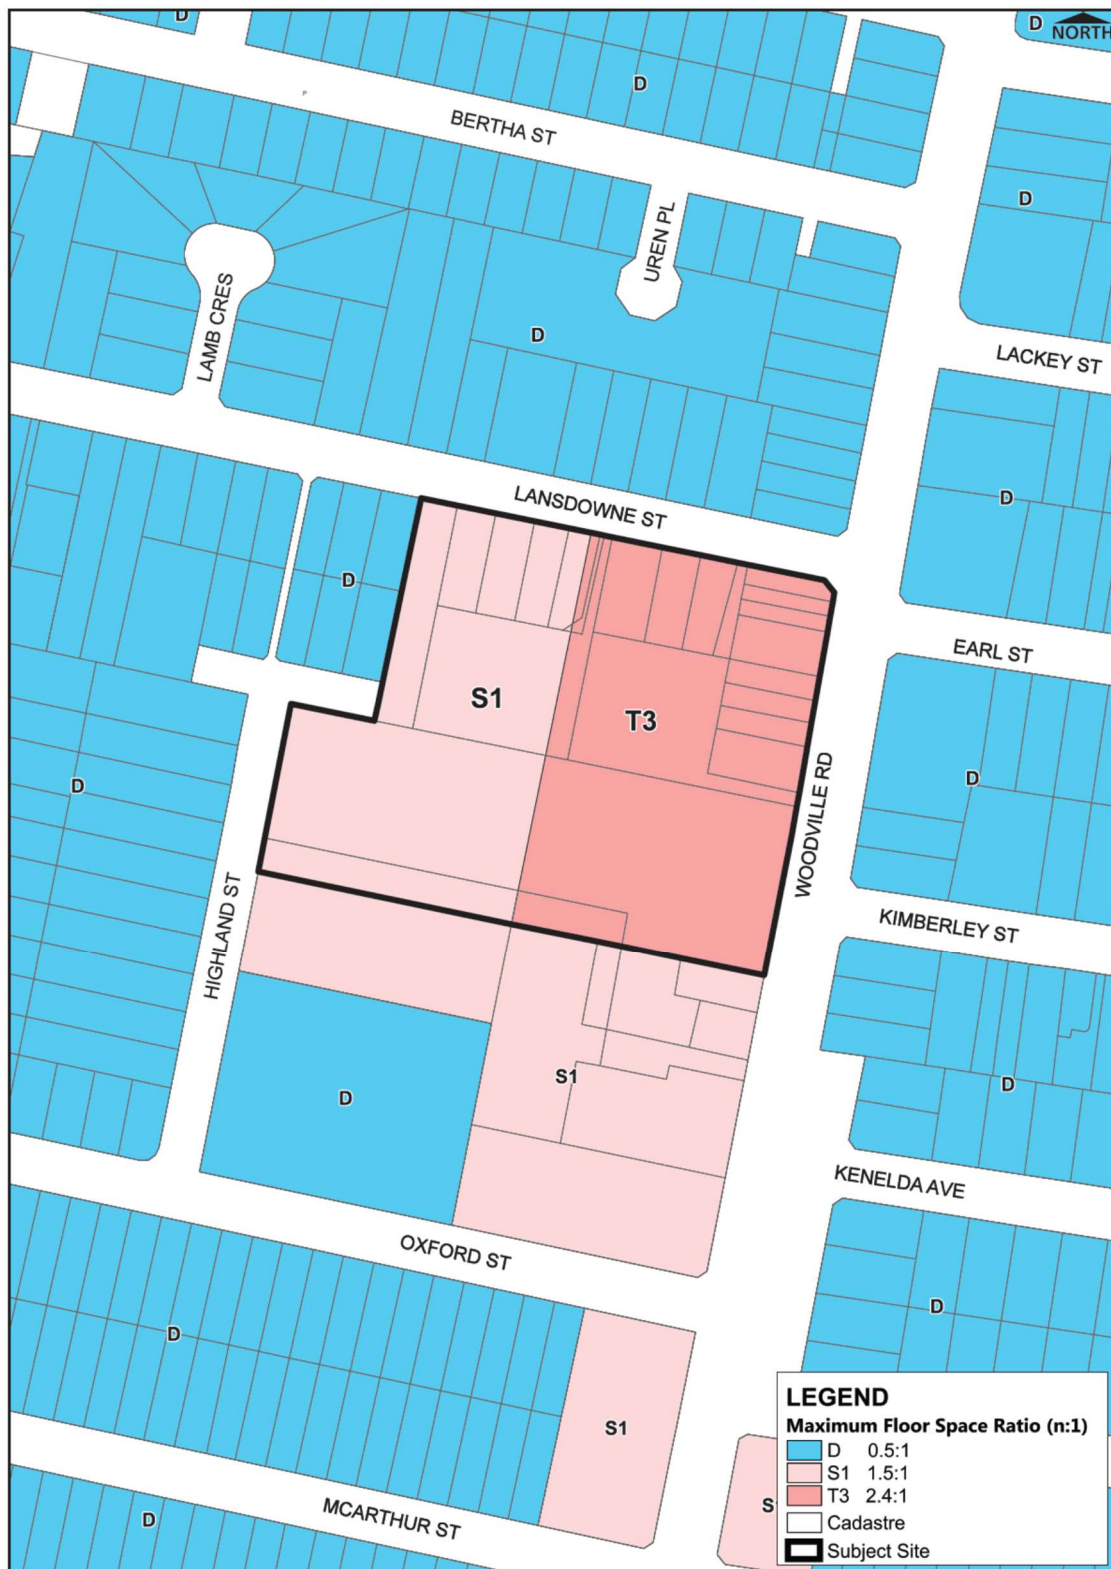 D
D
NORTH
D
BERTHA ST
D
UREN PL
LAMB CRES
D
LACKEY ST
LANSDOWNE ST
D
D
EARL ST
S1
T3
D
D
WOODVILLE RD
HIGHLAND ST
KIMBERLEY ST
S1
D
D
KENELDA AVE
OXFORD ST
D
D
S1
MCARTHUR ST
D
LEGEND
Maximum Floor Space Ratio (n:1)
D 0.5:1
S1 1.5:1
T3 2.4:1
Cadastre
Subject Site